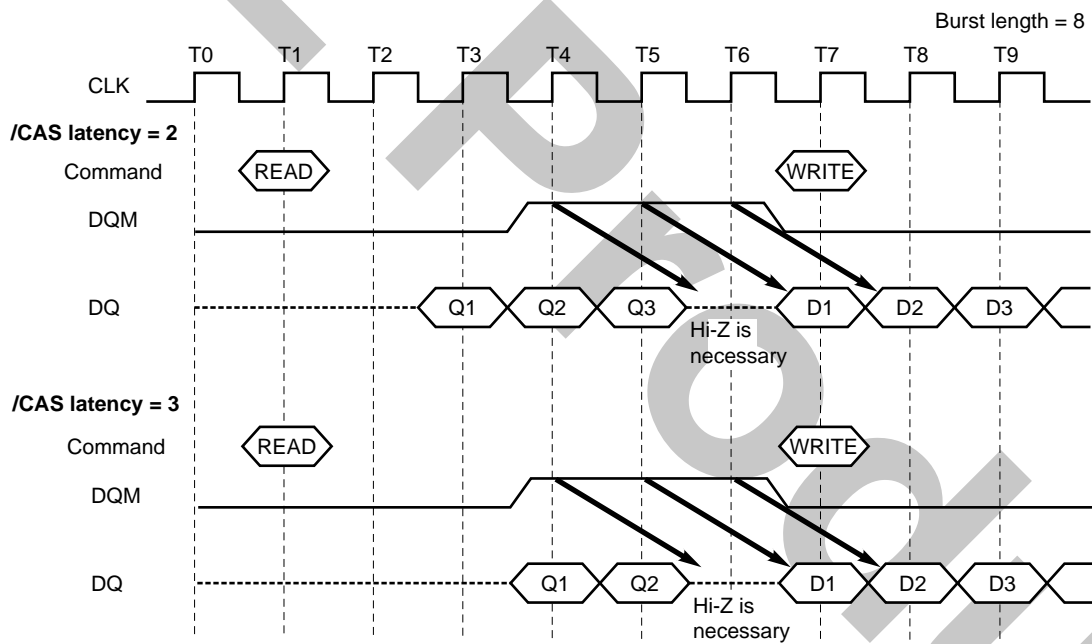 Burst length = 8
T0 T1 T2 T3 T4 T5 T6 T7 T8 T9
CLK
/CAS latency = 2
Command READ WRITE
DQM
DQ Q1 Q2 Q3 D1 D2 D3
Hi-Z is
necessary
/CAS latency = 3
Command READ WRITE
DQM
DQ Q1 Q2 D1 D2 D3
Hi-Z is
necessary
Prod